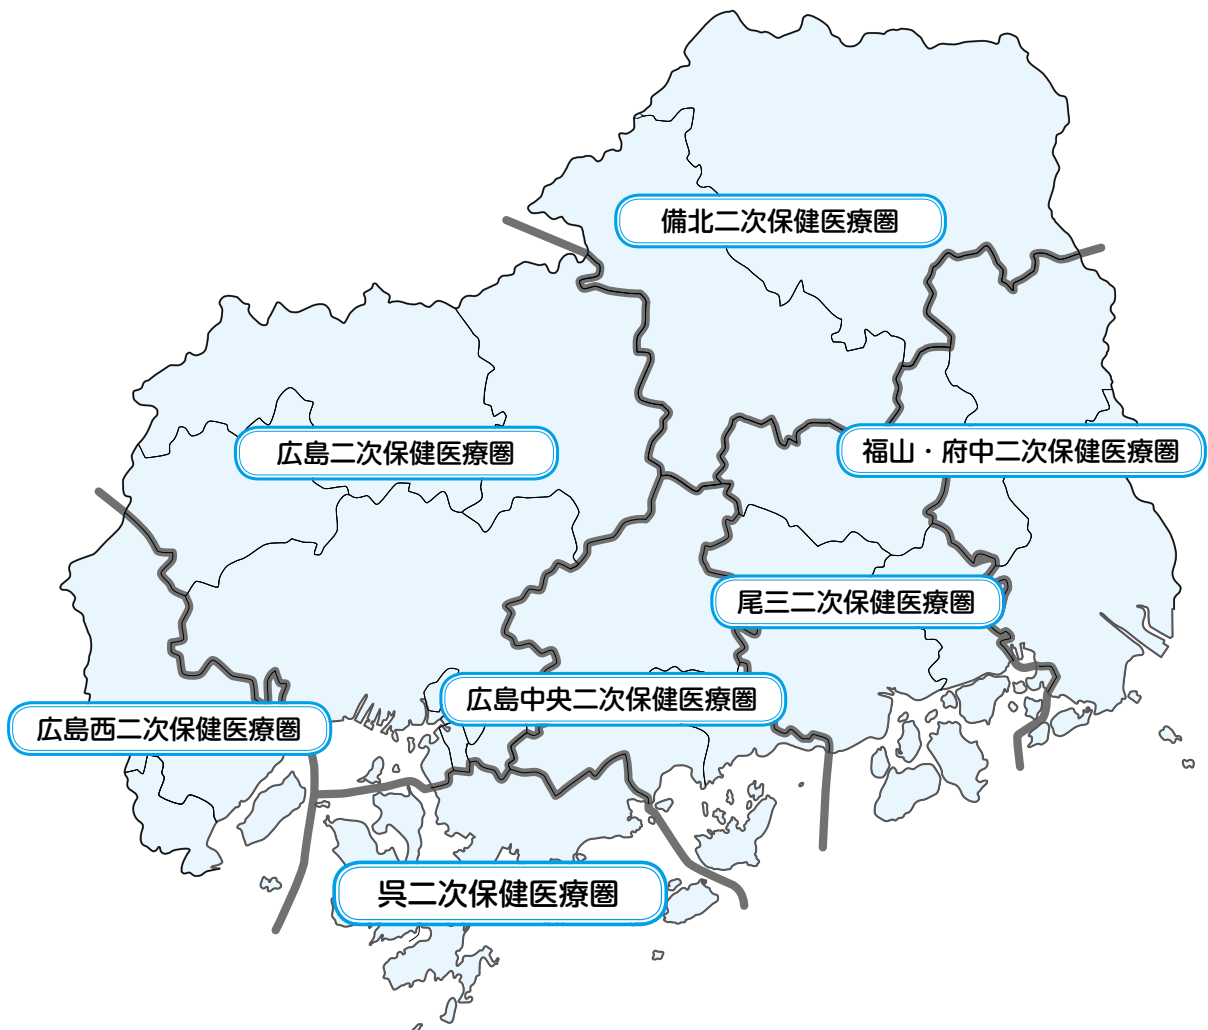 備北二次保健医療圏
広島二次保健医療圏
福山・府中二次保健医療圏
尾三二次保健医療圏
広島中央二次保健医療圏
広島西二次保健医療圏
呉二次保健医療圏